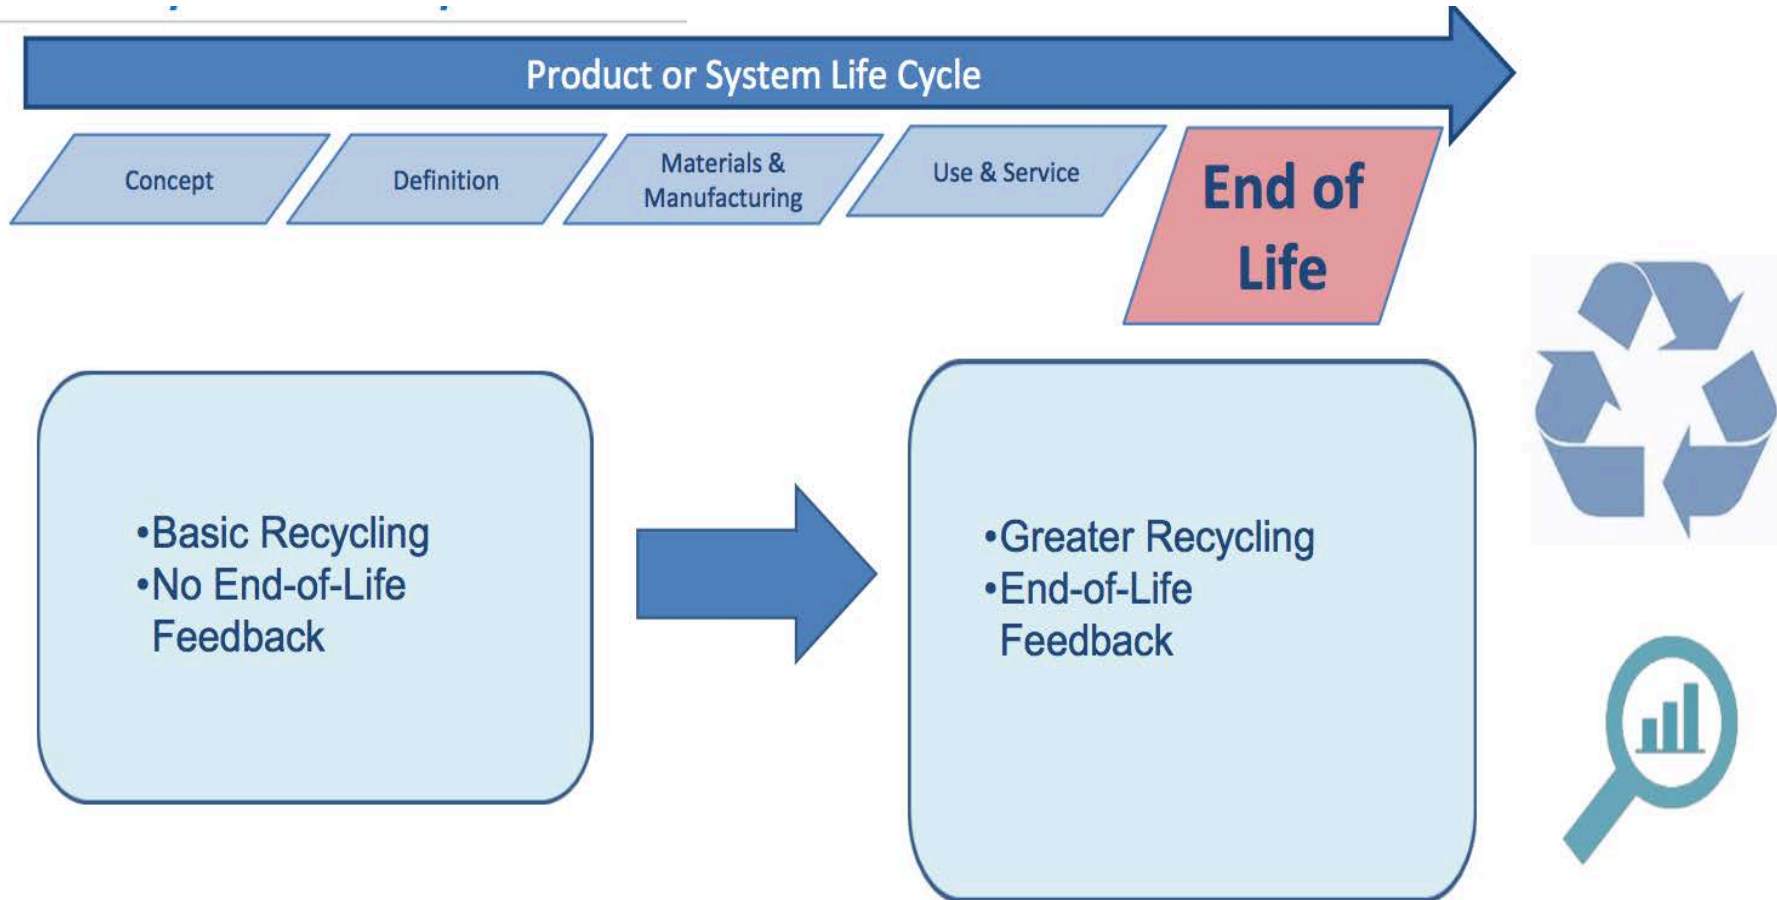 Product or System Life Cycle
Concept
Definition
Materials &
Manufacturing
Use & Service
End of
Life
•Basic Recycling
•No End-of-Life
Feedback
•Greater Recycling
•End-of-Life
Feedback